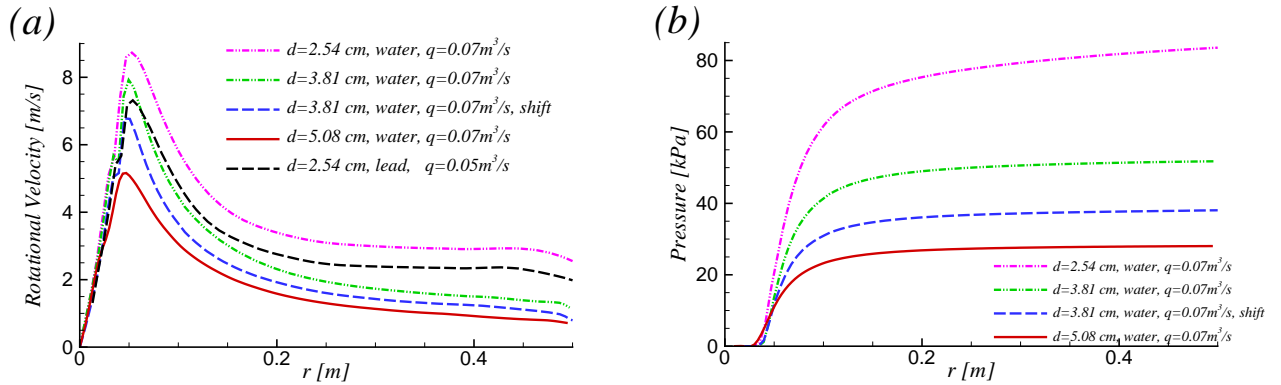 (a)
Rotational Velocity [m/s]
8
6
4
2
0
0
0.2
0.4
r [m]
d=2.54 cm, water, q=0.07m³/s
d=3.81 cm, water, q=0.07m³/s
d=3.81 cm, water, q=0.07m³/s, shift
d=5.08 cm, water, q=0.07m³/s
d=2.54 cm, lead, q=0.05m³/s
(b)
Pressure [kPa]
80
60
40
20
0
0
0.2
0.4
r [m]
d=2.54 cm, water, q=0.07m³/s
d=3.81 cm, water, q=0.07m³/s
d=3.81 cm, water, q=0.07m³/s, shift
d=5.08 cm, water, q=0.07m³/s